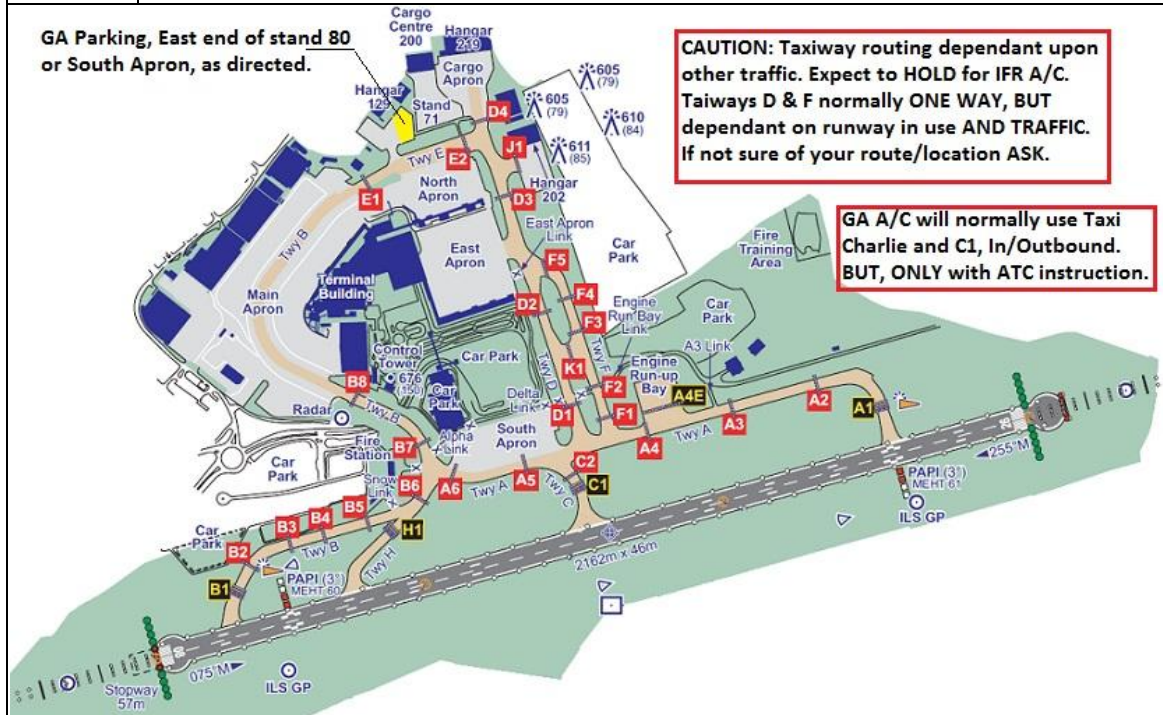 GA Parking, East end of stand 80
or South Apron, as directed.
Cargo
Centre
200
Hangar
219
Cargo
Apron
CAUTION: Taxiway routing dependant upon
other traffic. Expect to HOLD for IFR A/C.
Taiways D & F normally ONE WAY, BUT
dependant on runway in use AND TRAFFIC.
If not sure of your route/location ASK.
GA A/C will normally use Taxi
Charlie and C1, In/Outbound.
BUT, ONLY with ATC instruction.
605
(79)
605
(79)
610
(84)
611
(85)
Hangar
129
Stand
71
D4
Twy E
E2
J1
E1
North
Apron
D3
Hangar
202
East Apron
Link
Twy B
East
Apron
F5
Car
Park
Fire
Training
Area
Terminal
Building
Main
Apron
D2
F4
F3
Engine
Run Bay
Link
Car
Park
A3 Link
Control
Tower
676
(150)
Car Park
Car
Park
K1
Twy F
Engine
Run-up
Bay
Twy D
B8
Delta
Link
F2
A4E
A2
A1
Radar
Twy B
D1
F1
A3
Twy A
South
Apron
A4
B7
Alpha
Link
Fire
Station
Car
Park
Snow
Link
C2
C1
B6
A6
Twy A
A5
Twy C
26
255°M
PAPI (3°)
MEHT 61
ILS GP
B5
B4
B3
Car
Park
B2
Twy B
H1
Twy H
2162m x 46m
PAPI (3°)
MEHT 60
B1
08
075°M
Stopway
57m
ILS GP